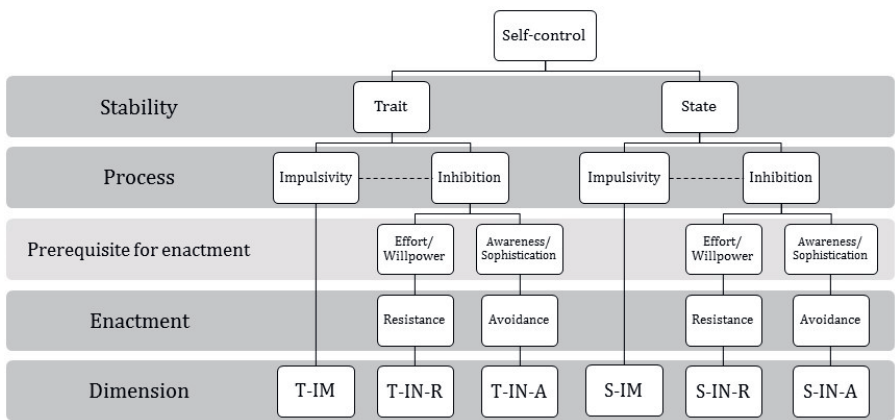 Self-control
Stability
Trait
State
Process
Impulsivity
Inhibition
Impulsivity
Inhibition
Prerequisite for enactment
Effort/
Willpower
Awareness/
Sophistication
Effort/
Willpower
Awareness/
Sophistication
Enactment
Resistance
Avoidance
Resistance
Avoidance
Dimension
T-IM
T-IN-R
T-IN-A
S-IM
S-IN-R
S-IN-A